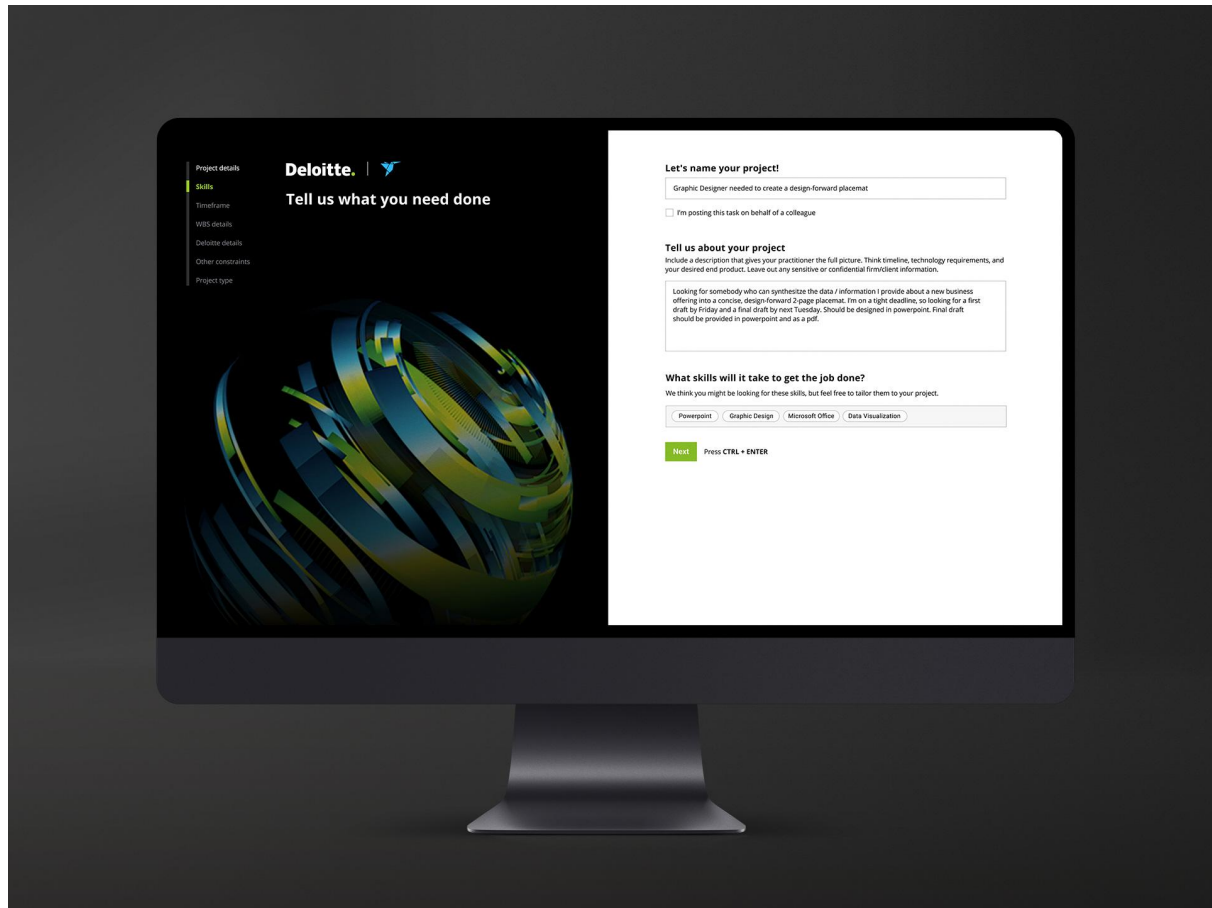 Project details
Skills
Timeframe
WBS details
Deloitte details
Other constraints
Project type
Deloitte.
Tell us what you need done
Let's name your project!
Graphic Designer needed to create a design-forward placemat
I'm posting this task on behalf of a colleague
Tell us about your project
Include a description that gives your practitioner the full picture. Think timeline, technology requirements, and
your desired end product. Leave out any sensitive or confidential firm/client information.
Looking for somebody who can synthesitze the data / information I provide about a new business
offering into a concise, design-forward 2-page placemat. I'm on a tight deadline, so looking for a first
draft by Friday and a final draft by next Tuesday. Should be designed in powerpoint. Final draft
should be provided in powerpoint and as a pdf.
What skills will it take to get the job done?
We think you might be looking for these skills, but feel free to tailor them to your project.
Powerpoint Graphic Design Microsoft Office Data Visualization
Next Press CTRL + ENTER